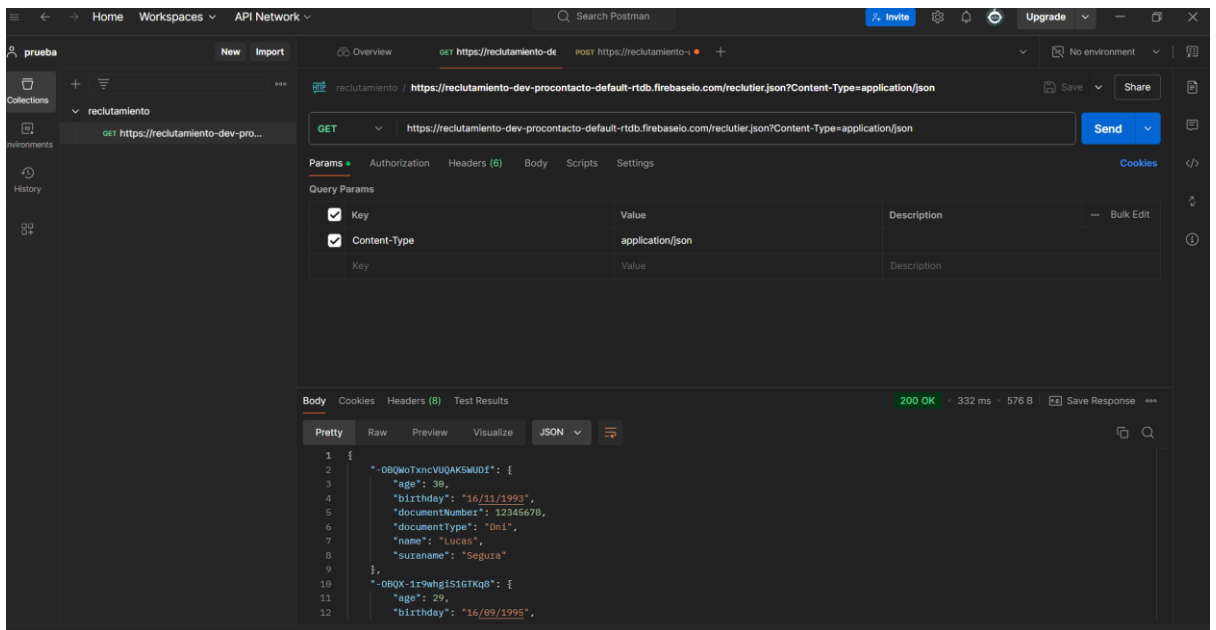 Home Workspaces API Network Search Postman Invite Upgrade
prueba New Import Overview GET https://reclutamiento-de POST https://reclutamiento-c No environment
Collections
reclutamiento / https://reclutamiento-dev-procontacto-default-rtdb.firebaseio.com/reclutier.json?Content-Type=application/json Save Share
reclutamiento
GET https://reclutamiento-dev-pro...
GET https://reclutamiento-dev-procontacto-default-rtdb.firebaseio.com/reclutier.json?Content-Type=application/json Send
nvironments
Params Authorization Headers (6) Body Scripts Settings Cookies
History
Query Params
Key Value Description Bulk Edit
Content-Type application/json
Key Value Description
Body Cookies Headers (8) Test Results 200 OK 332 ms 576 B Save Response
Pretty Raw Preview Visualize JSON
1 {
2 "-OBQWoTxncVUQAK5WUDf": {
3 "age": 30,
4 "birthday": "16/11/1993",
5 "documentNumber": 12345678,
6 "documentType": "Dni",
7 "name": "Lucas",
8 "suraname": "Segura"
9 },
10 "-OBQX-1r9whgiS1GTKq8": {
11 "age": 29,
12 "birthday": "16/09/1995",